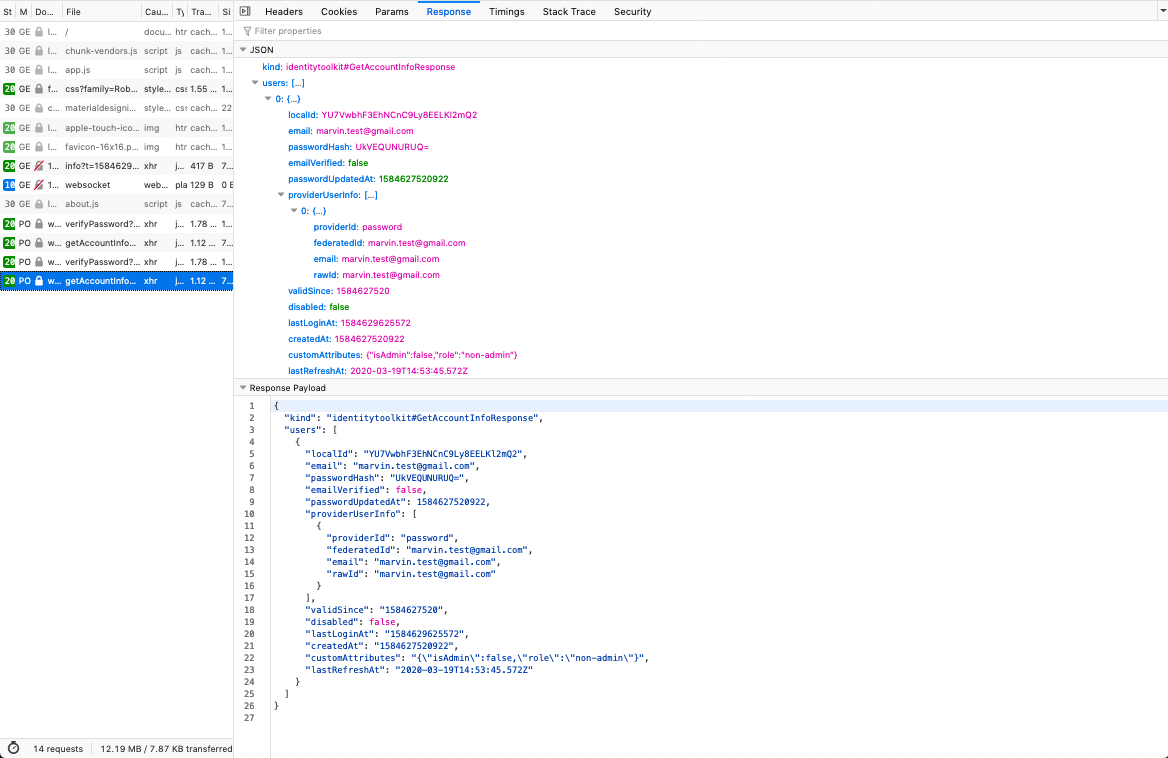 St M Do... File Cau... Ty Tra... Si
30 GE l... / docu... htr cach... 1...
30 GE l... chunk-vendors.js script js cach... 1...
30 GE l... app.js script js cach... 1...
20 GE f... css?family=Rob... style... css 1.55 ... 1...
30 GE c... materialdesigni... style... css cach... 22
20 GE l... apple-touch-ico... img htr cach... 1...
20 GE l... favicon-16x16.p... img htr cach... 1...
20 GE 1... info?t=1584629... xhr j... 417 B 7...
10 GE 1... websocket web... pla 129 B 0 B
30 GE l... about.js script js cach... 7...
20 PO w... verifyPassword?... xhr j... 1.78 ... 1...
20 PO w... getAccountInfo... xhr j... 1.12 ... 7...
20 PO w... verifyPassword?... xhr j... 1.78 ... 1...
20 PO w... getAccountInfo... xhr j... 1.12 ... 7...
14 requests 12.19 MB / 7.87 KB transferred
Headers Cookies Params Response Timings Stack Trace Security
Filter properties
JSON
kind: identitytoolkit#GetAccountInfoResponse
users: [...]
0: {...}
localId: YU7VwbhF3EhNCnC9Ly8EELKl2mQ2
email: marvin.test@gmail.com
passwordHash: UkVEQUNURUQ=
emailVerified: false
passwordUpdatedAt: 1584627520922
providerUserInfo: [...]
0: {...}
providerId: password
federatedId: marvin.test@gmail.com
email: marvin.test@gmail.com
rawId: marvin.test@gmail.com
validSince: 1584627520
disabled: false
lastLoginAt: 1584629625572
createdAt: 1584627520922
customAttributes: {"isAdmin":false,"role":"non-admin"}
lastRefreshAt: 2020-03-19T14:53:45.572Z
Response Payload
1 {
2 "kind": "identitytoolkit#GetAccountInfoResponse",
3 "users": [
4 {
5 "localId": "YU7VwbhF3EhNCnC9Ly8EELKl2mQ2",
6 "email": "marvin.test@gmail.com",
7 "passwordHash": "UkVEQUNURUQ=",
8 "emailVerified": false,
9 "passwordUpdatedAt": 1584627520922,
10 "providerUserInfo": [
11 {
12 "providerId": "password",
13 "federatedId": "marvin.test@gmail.com",
14 "email": "marvin.test@gmail.com",
15 "rawId": "marvin.test@gmail.com"
16 }
17 ],
18 "validSince": "1584627520",
19 "disabled": false,
20 "lastLoginAt": "1584629625572",
21 "createdAt": "1584627520922",
22 "customAttributes": "{\"isAdmin\":false,\"role\":\"non-admin\"}",
23 "lastRefreshAt": "2020-03-19T14:53:45.572Z"
24 }
25 ]
26 }
27